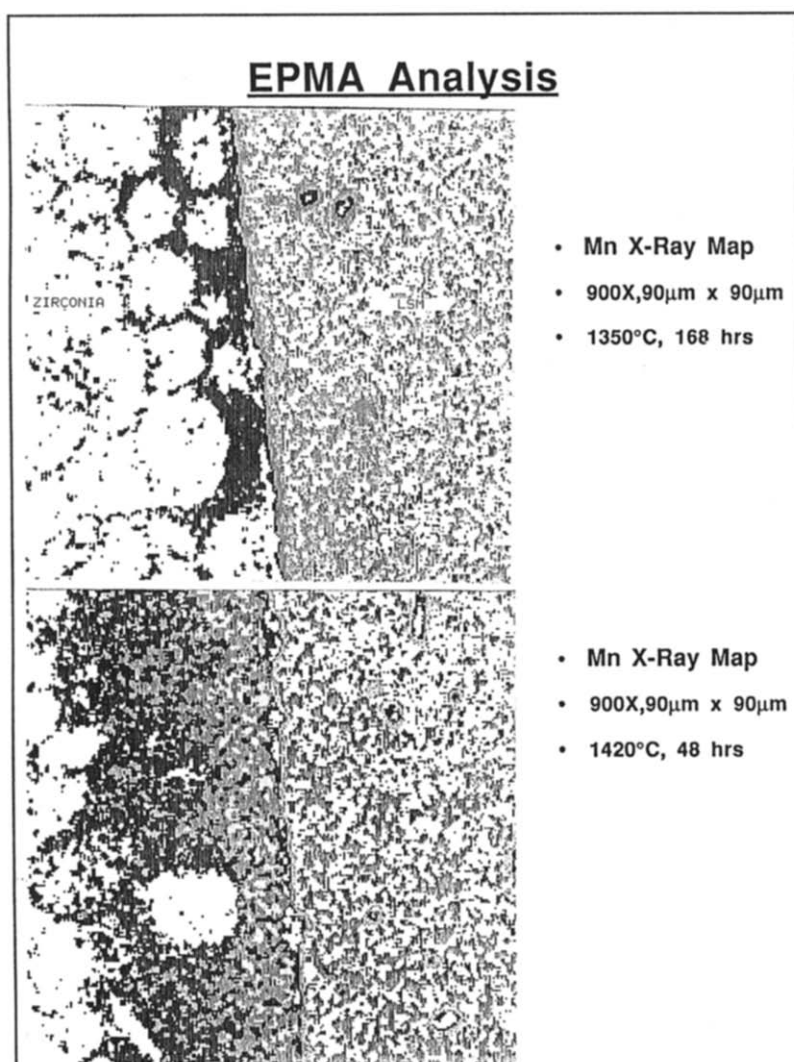 EPMA Analysis
ZIRCONIA
LSM
• Mn X-Ray Map
• 900X,90μm x 90μm
• 1350°C, 168 hrs
• Mn X-Ray Map
• 900X,90μm x 90μm
• 1420°C, 48 hrs